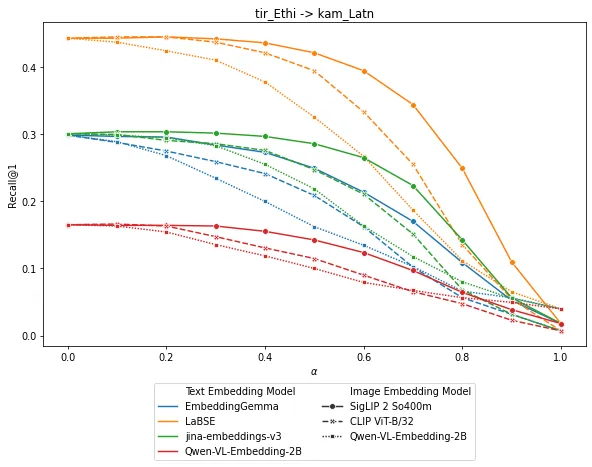 tir_Ethi -> kam_Latn
Recall@1
0.4
0.3
0.2
0.1
0.0
0.0 0.2 0.4 0.6 0.8 1.0
α
Text Embedding Model Image Embedding Model
EmbeddingGemma SigLIP 2 So400m
LaBSE CLIP ViT-B/32
jina-embeddings-v3 Qwen-VL-Embedding-2B
Qwen-VL-Embedding-2B